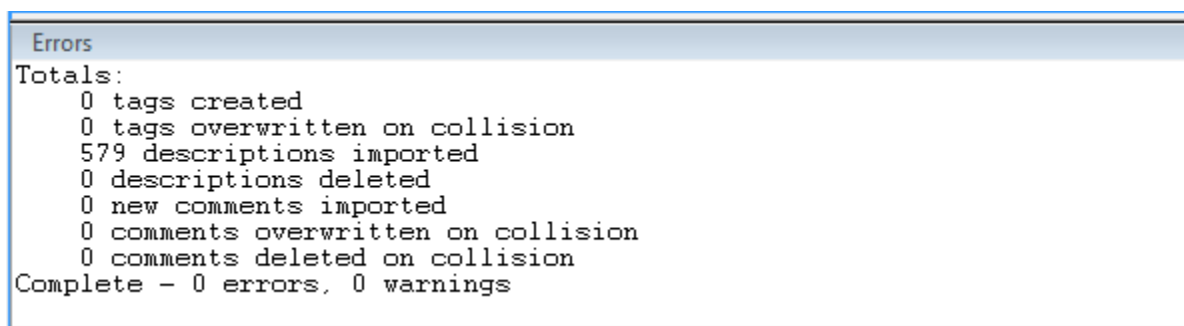 Errors
Totals:
0 tags created
0 tags overwritten on collision
579 descriptions imported
0 descriptions deleted
0 new comments imported
0 comments overwritten on collision
0 comments deleted on collision
Complete – 0 errors, 0 warnings